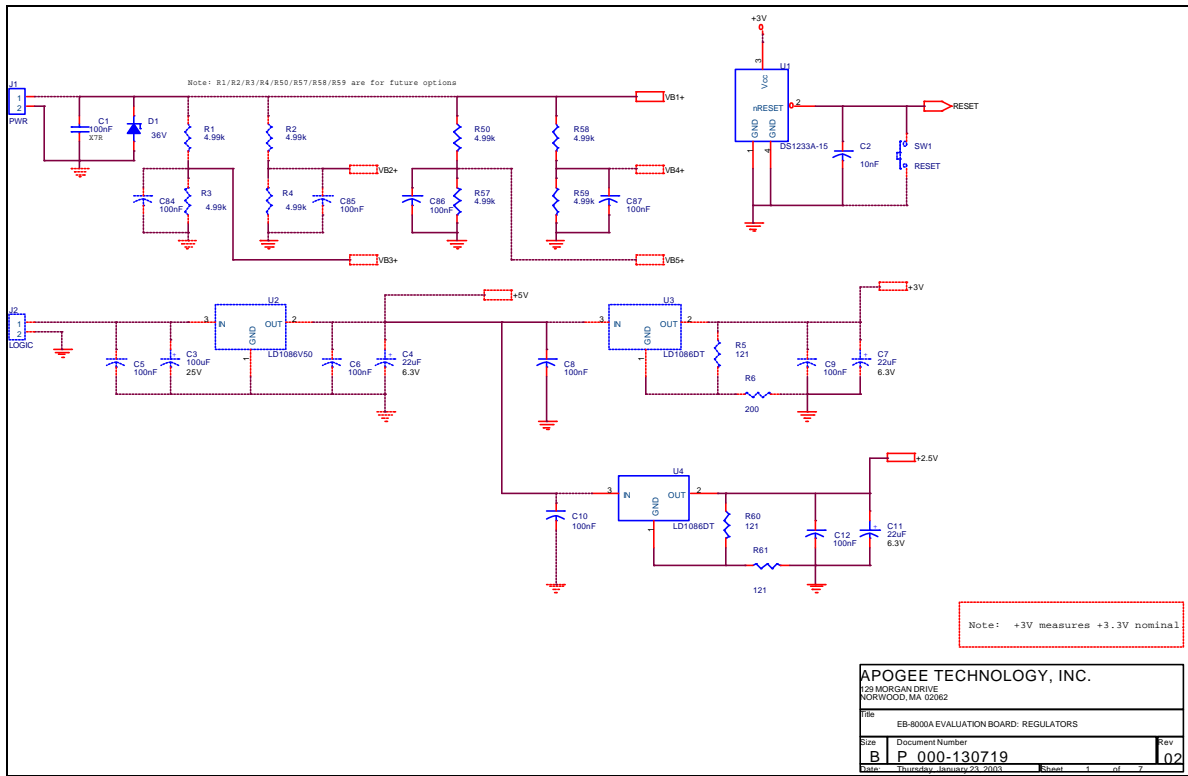 Note: R1/R2/R3/R4/R50/R57/R58/R59 are for future options
J1
1
2
PWR
C1
100nF
X7R
D1
36V
R1
4.99k
R2
4.99k
R50
4.99k
R58
4.99k
VB1+
C84
100nF
R3
4.99k
R4
4.99k
C85
100nF
VB2+
C86
100nF
R57
4.99k
R59
4.99k
C87
100nF
VB4+
VB3+
VB5+
+3V
3
U1
Vcc
nRESET
2
GND
GND
1
4
DS1233A-15
RESET
C2
10nF
SW1
RESET
J2
1
2
LOGIC
C5
100nF
C3
100uF
25V
U2
3
IN
OUT
2
GND
1
LD1086V50
C6
100nF
C4
22uF
6.3V
+5V
C8
100nF
U3
3
IN
OUT
2
GND
1
LD1086DT
R5
121
R6
200
C9
100nF
C7
22uF
6.3V
+3V
C10
100nF
U4
3
IN
OUT
2
GND
1
LD1086DT
R60
121
R61
121
C12
100nF
C11
22uF
6.3V
+2.5V
Note: +3V measures +3.3V nominal
APOGEE TECHNOLOGY, INC.
129 MORGAN DRIVE
NORWOOD, MA 02062
Title
EB-8000A EVALUATION BOARD: REGULATORS
Size Document Number Rev
B P_000-130719 02
Date: Thursday, January 23, 2003 Sheet 1 of 7